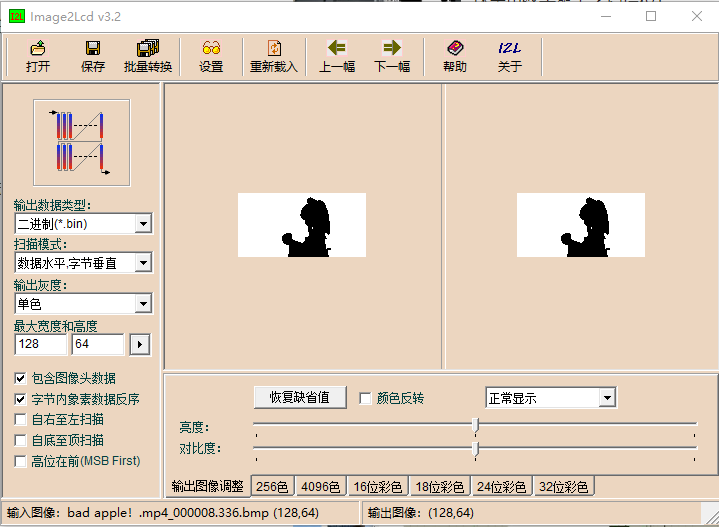 Image2Lcd v3.2
打开 保存 批量转换 设置 重新载入 上一幅 下一幅 帮助 关于
输出数据类型:
二进制(*.bin)
扫描模式:
数据水平,字节垂直
输出灰度:
单色
最大宽度和高度
128 64
包含图像头数据
字节内象素数据反序
自右至左扫描
自底至顶扫描
高位在前(MSB First)
恢复缺省值 颜色反转 正常显示
亮度:
对比度:
输出图像调整 256色 4096色 16位彩色 18位彩色 24位彩色 32位彩色
输入图像: bad apple! .mp4_000008.336.bmp (128,64) 输出图像: (128,64)